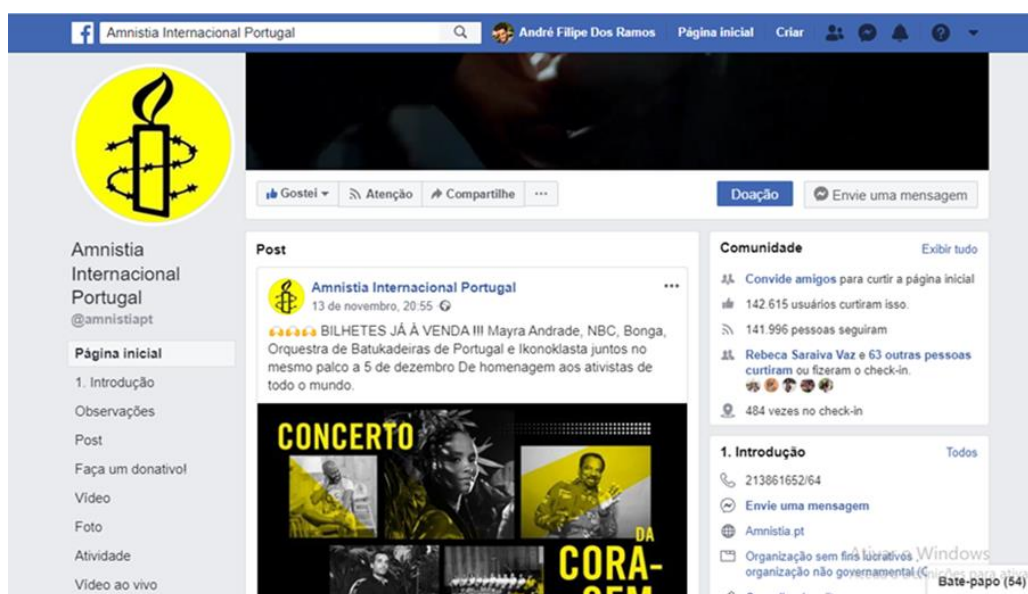 Amnistia Internacional Portugal
André Filipe Dos Ramos
Página inicial
Criar
Gostei
Atenção
Compartilhe
Doação
Envie uma mensagem
Amnistia
Internacional
Portugal
@amnistiapt
Página inicial
1. Introdução
Observações
Post
Faça um donativo!
Vídeo
Foto
Atividade
Vídeo ao vivo
Post
Amnistia Internacional Portugal
13 de novembro, 20:55
BILHETES JÁ À VENDA !!! Mayra Andrade, NBC, Bonga,
Orquestra de Batukadeiras de Portugal e Ikonoklasta juntos no
mesmo palco a 5 de dezembro De homenagem aos ativistas de
todo o mundo.
CONCERTO
DA
CORA-
GEM
Comunidade
Exibir tudo
Convide amigos para curtir a página inicial
142.615 usuários curtiram isso.
141.996 pessoas seguiram
Rebeca Saraiva Vaz e 63 outras pessoas
curtiram ou fizeram o check-in.
484 vezes no check-in
1. Introdução
Todos
213861652/64
Envie uma mensagem
Amnistia.pt
Organização sem fins lucrativos ,
organização não governamental
Ativar o Windows
Bate-papo (54)